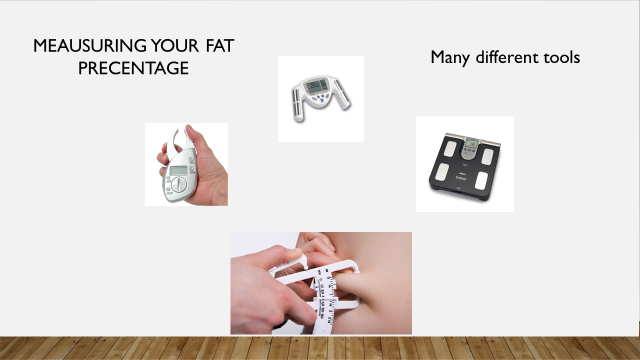 MEAUSURING YOUR FAT
PRECENTAGE
Many different tools